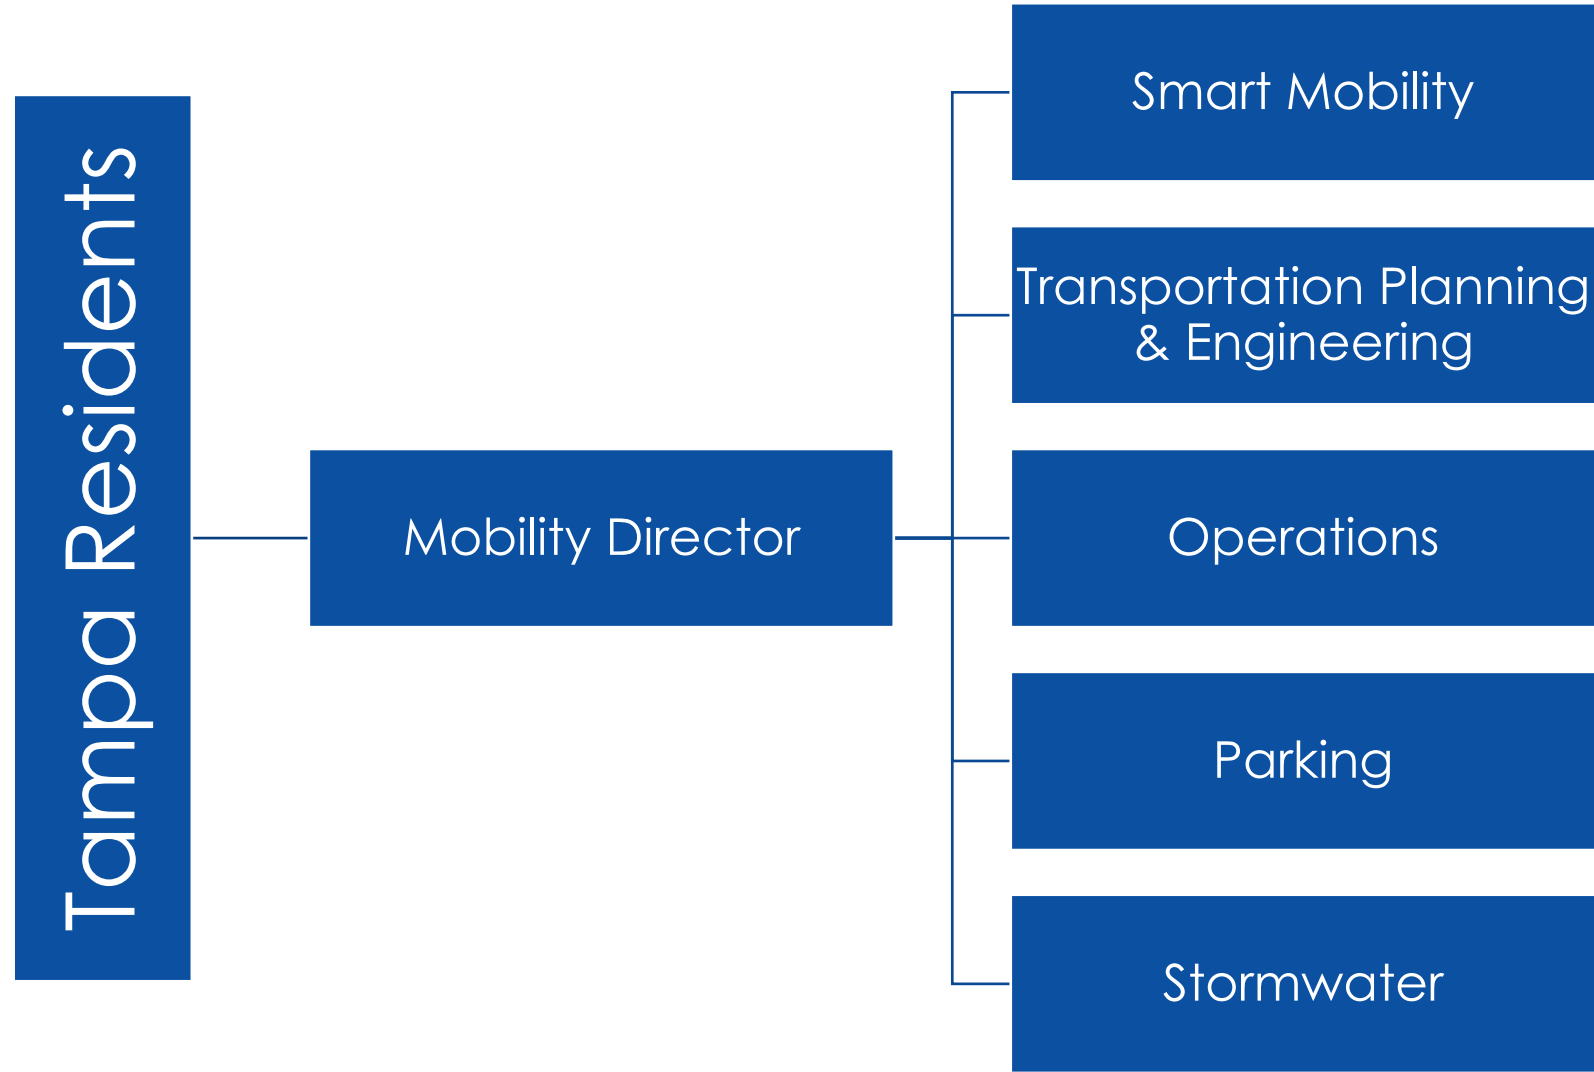 Tampa Residents
Mobility Director
Smart Mobility
Transportation Planning
& Engineering
Operations
Parking
Stormwater